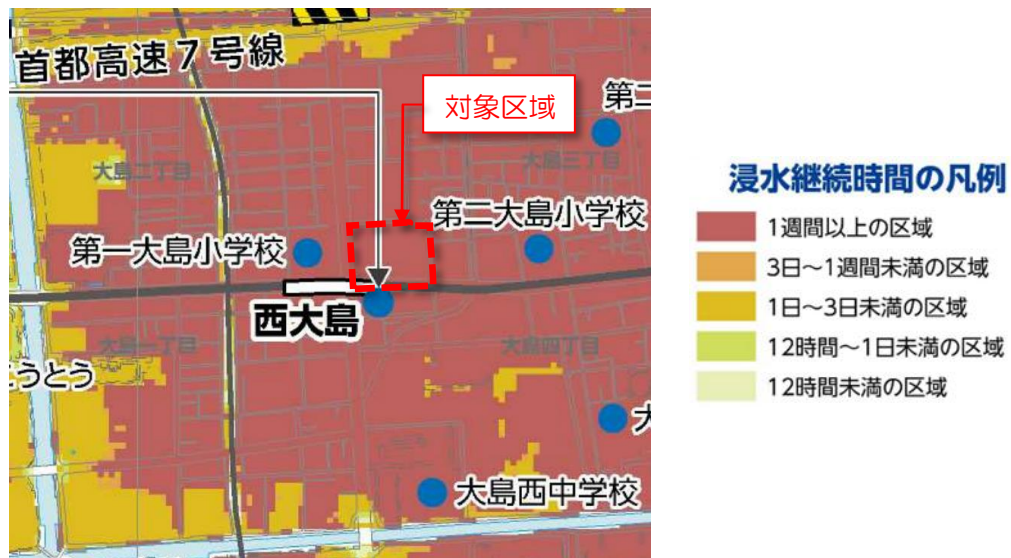 首都高速7号線
対象区域
第二
大島二丁目
大島三丁目
第二大島小学校
第一大島小学校
西大島
大島一丁目
大島四丁目
こうとう
大
大島西中学校
浸水継続時間の凡例
1週間以上の区域
3日～1週間未満の区域
1日～3日未満の区域
12時間～1日未満の区域
12時間未満の区域